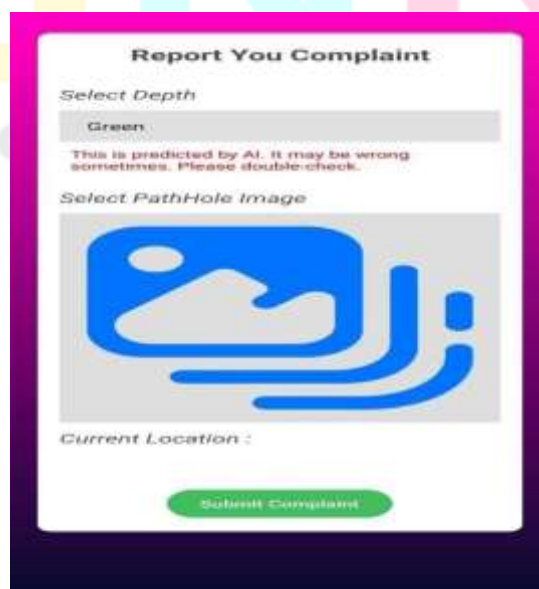 Report You Complaint
Select Depth
Green
This is predicted by AI. It may be wrong
sometimes. Please double-check.
Select PathHole Image
Current Location :
Submit Complaint